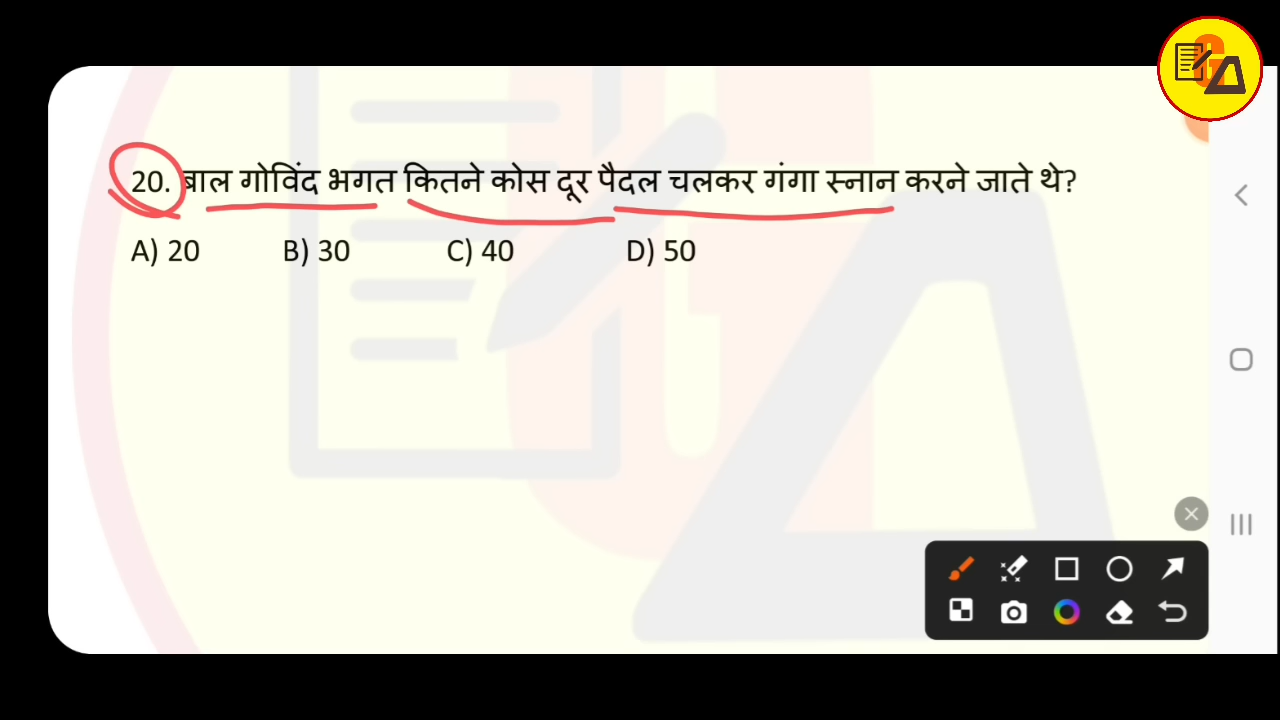 20. बाल गोविंद भगत कितने कोस दूर पैदल चलकर गंगा स्नान करने जाते थे?
A) 20 B) 30 C) 40 D) 50